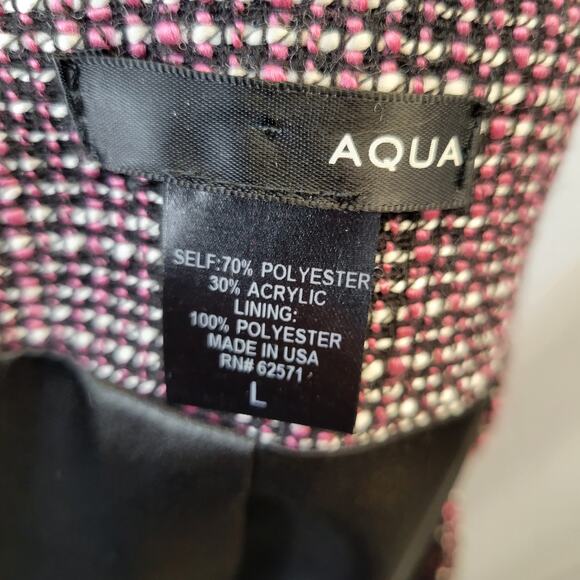 AQUA
SELF:70% POLYESTER
30% ACRYLIC
LINING:
100% POLYESTER
MADE IN USA
RN# 62571
L